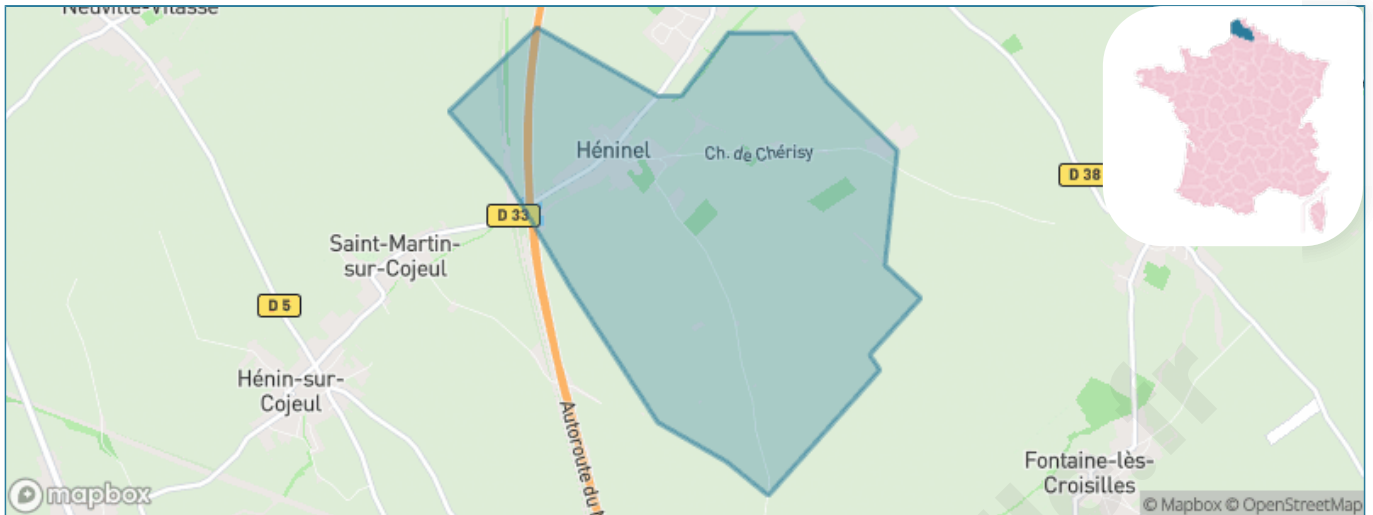 Neuville-Vitasse
Héninel
Ch. de Chérisy
D 38
D 33
Saint-Martin-
sur-Cojeul
D 5
Hénin-sur-
Cojeul
Autoroute du
Fontaine-lès-
Croisilles
mapbox
© Mapbox © OpenStreetMap